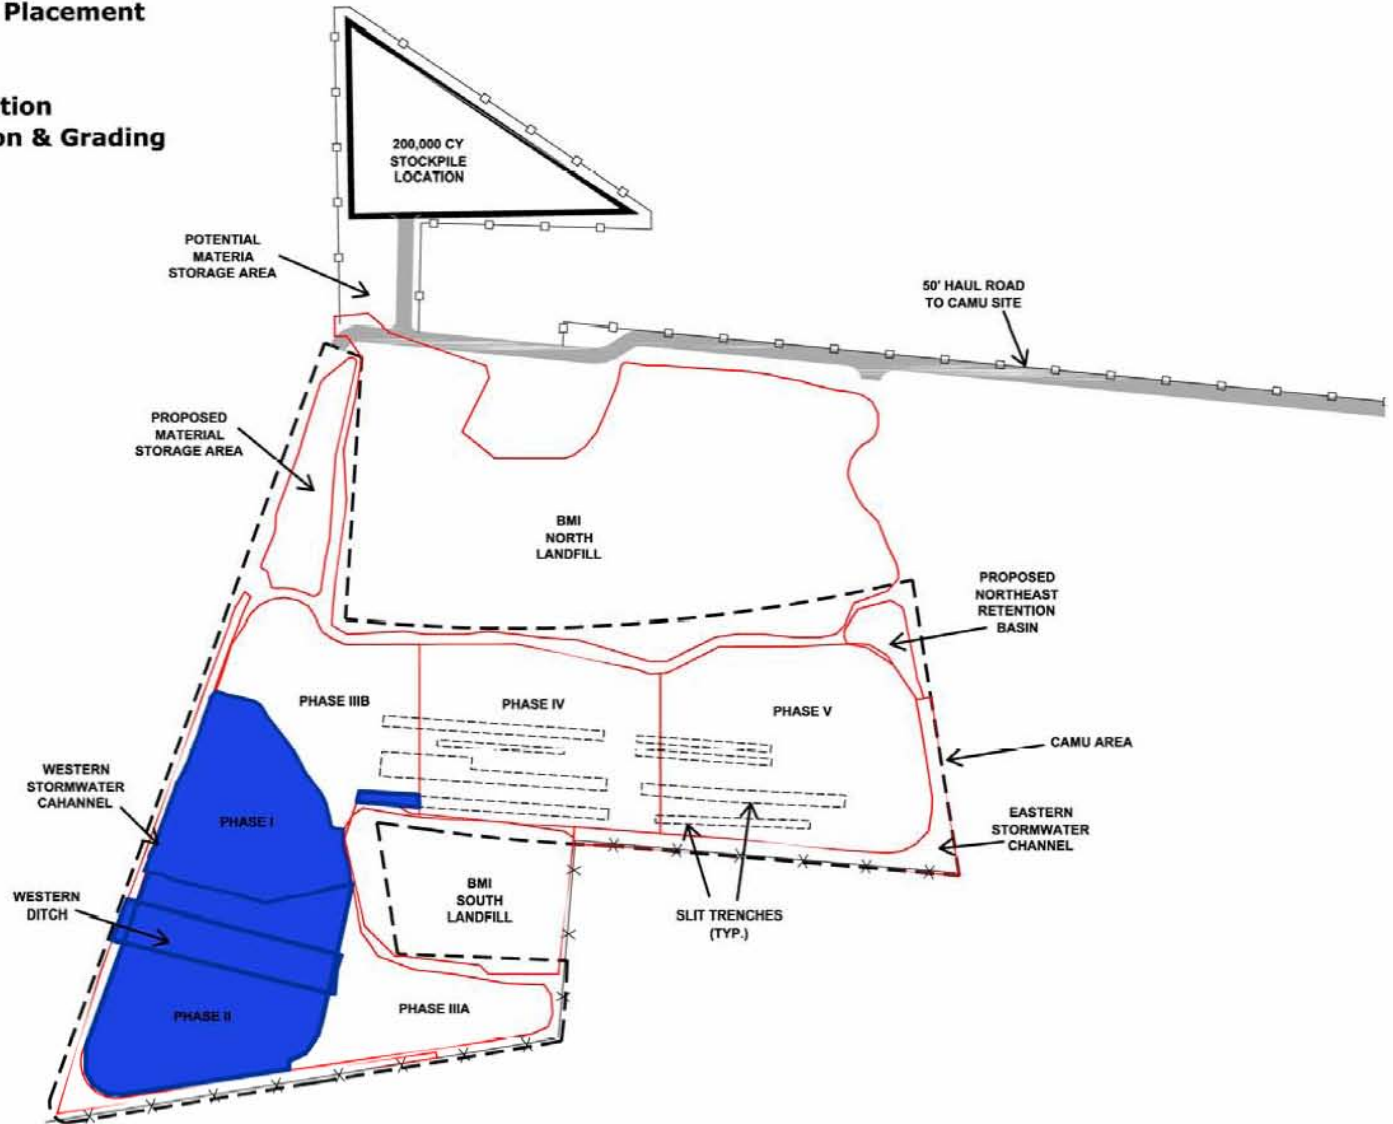 Placement
tion
on & Grading
200,000 CY
STOCKPILE
LOCATION
POTENTIAL
MATERIA
STORAGE AREA
50' HAUL ROAD
TO CAMU SITE
PROPOSED
MATERIAL
STORAGE AREA
BMI
NORTH
LANDFILL
PROPOSED
NORTHEAST
RETENTION
BASIN
PHASE IIIB
PHASE IV
PHASE V
CAMU AREA
WESTERN
STORMWATER
CAHANNEL
PHASE I
EASTERN
STORMWATER
CHANNEL
BMI
SOUTH
LANDFILL
WESTERN
DITCH
SLIT TRENCHES
(TYP.)
PHASE II
PHASE IIIA